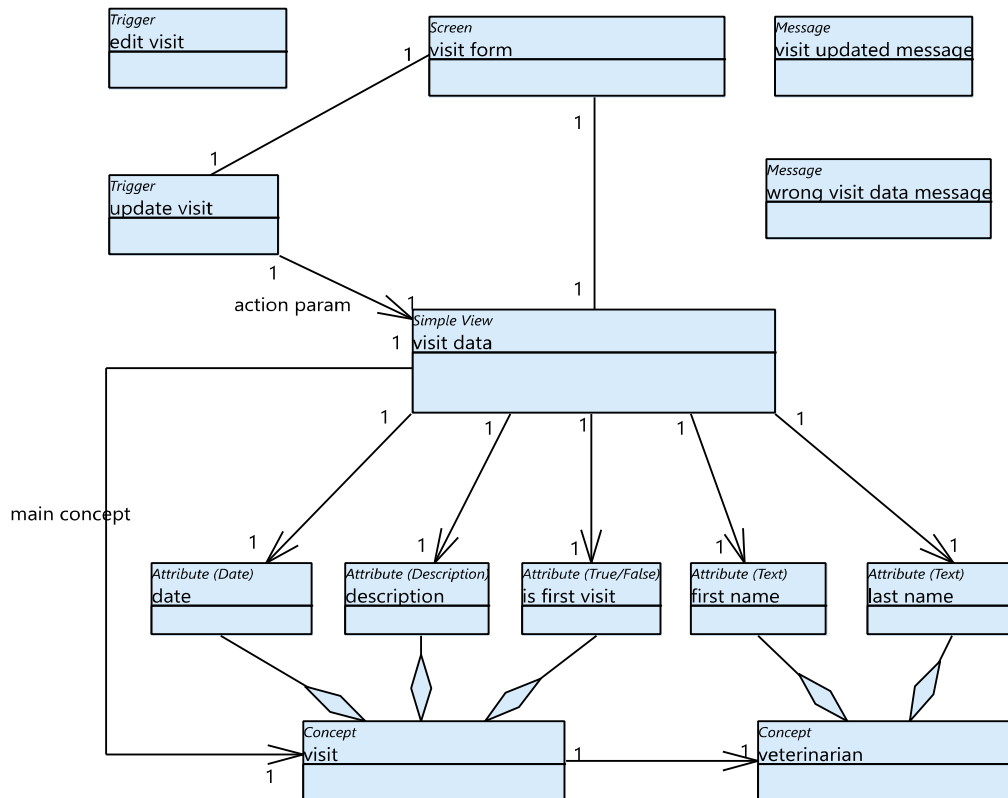 Trigger
edit visit
Screen
visit form
Message
visit updated message
1
1
1
Trigger
update visit
Message
wrong visit data message
1
action param
1
1
Simple View
visit data
1
1
1
1
1
1
main concept
1
1
1
1
1
Attribute (Date)
date
Attribute (Description)
description
Attribute (True/False)
is first visit
Attribute (Text)
first name
Attribute (Text)
last name
Concept
visit
Concept
veterinarian
1
1
1